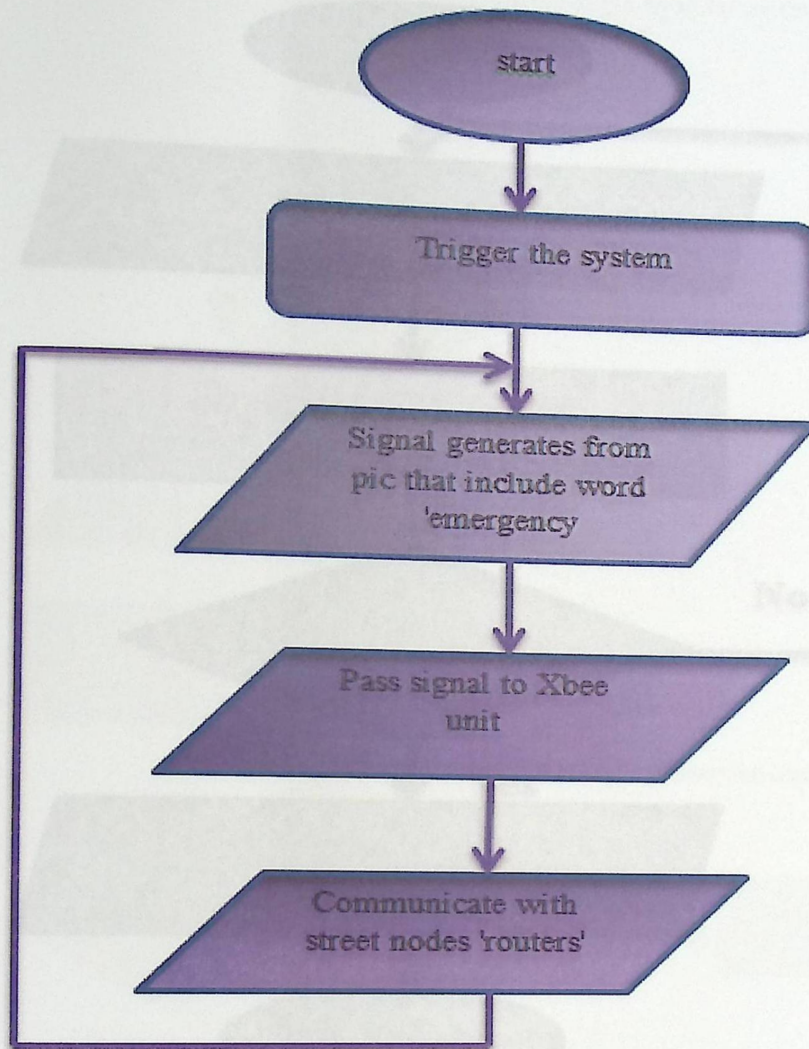 start
Trigger the system
Signal generates from
pic that include word
'emergency
Pass signal to Xbee
unit
Communicate with
street nodes 'routers'
No